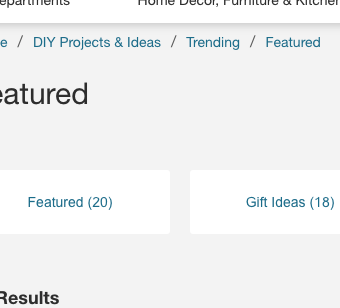 epartments Home Decor, Furniture & Kitchen
e / DIY Projects & Ideas / Trending / Featured
eatured
Featured (20) Gift Ideas (18)
Results